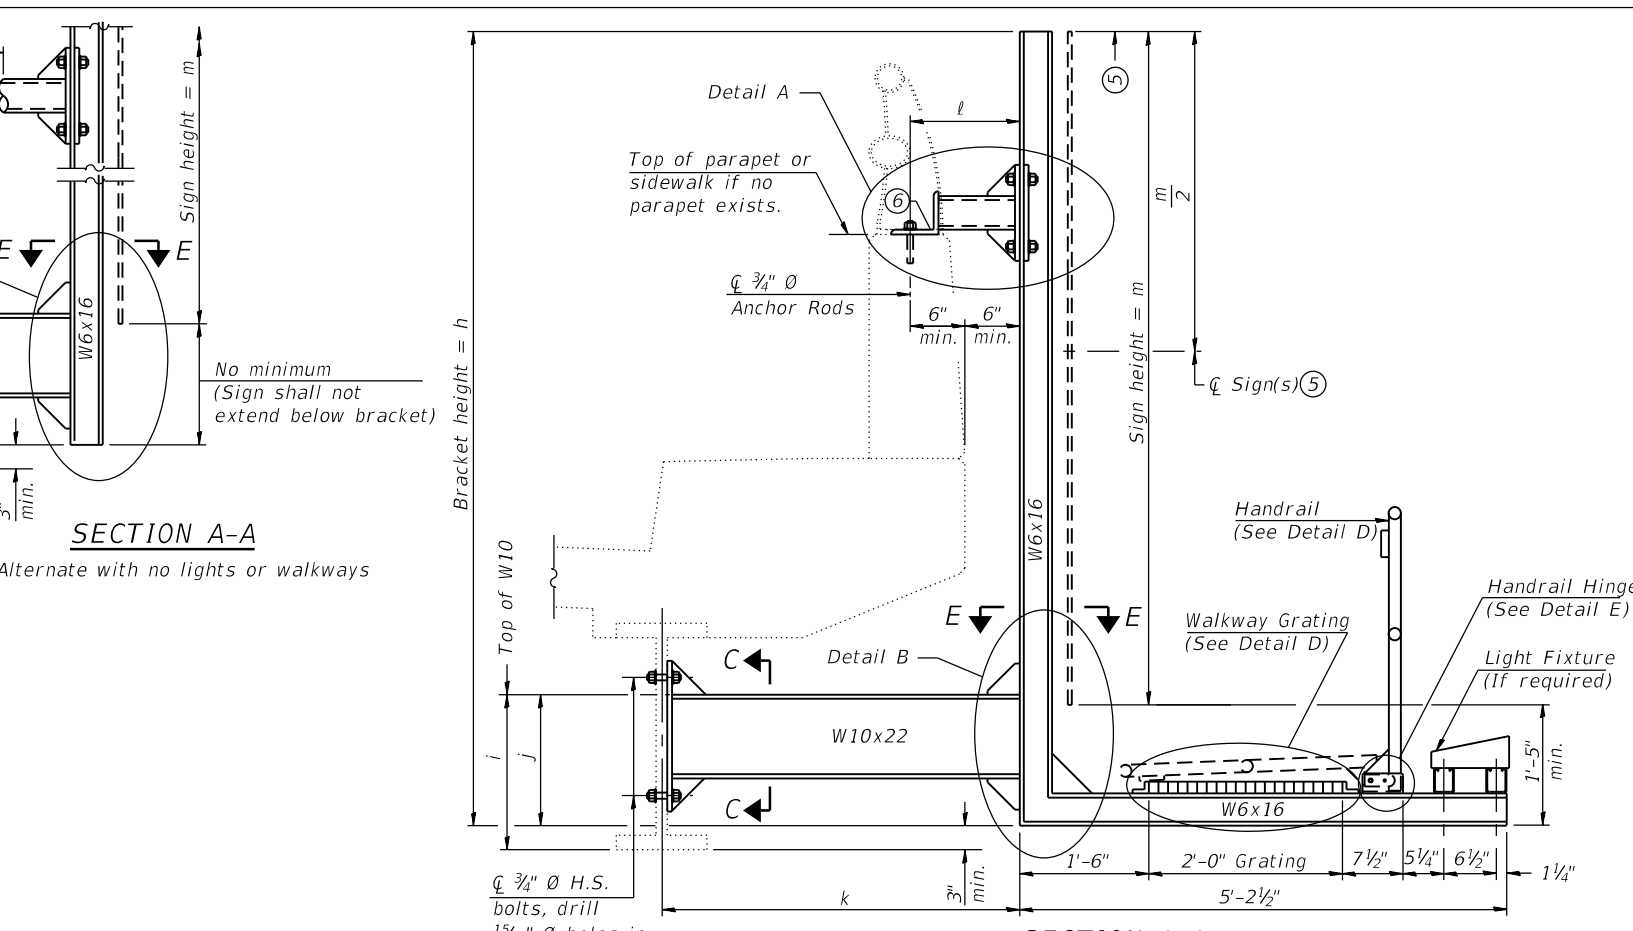 Sign height = m
E
E
W6x16
No minimum
(Sign shall not
extend below bracket)
3"
min.
SECTION A-A
Alternate with no lights or walkways
Bracket height = h
Detail A
ℓ
Top of parapet or
sidewalk if no
parapet exists.
6
℄ ¾" Ø
Anchor Rods
6"
min.
6"
min.
5
m
2
Sign height = m
℄ Sign(s) 5
W6x16
Top of W10
E
E
C
Detail B
W10x22
i
j
C
℄ ¾" Ø H.S.
bolts, drill
k
3"
min.
Handrail
(See Detail D)
Walkway Grating
(See Detail D)
Handrail Hinge
(See Detail E)
Light Fixture
(If required)
1'-5"
min.
W6x16
1'-6"
2'-0" Grating
7½"
5¼"
6½"
1¼"
5'-2½"